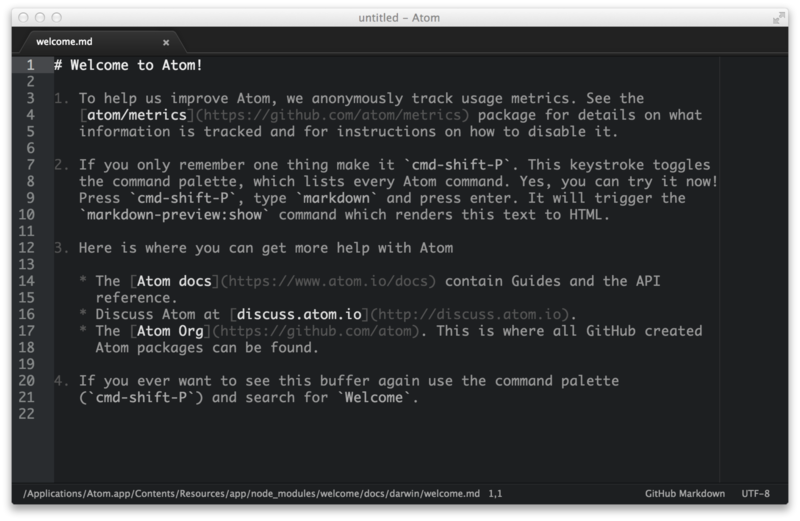 untitled – Atom
welcome.md
1 # Welcome to Atom!
2
3 1. To help us improve Atom, we anonymously track usage metrics. See the
4 [atom/metrics](https://github.com/atom/metrics) package for details on what
5 information is tracked and for instructions on how to disable it.
6
7 2. If you only remember one thing make it `cmd-shift-P`. This keystroke toggles
8 the command palette, which lists every Atom command. Yes, you can try it now!
9 Press `cmd-shift-P`, type `markdown` and press enter. It will trigger the
10 `markdown-preview:show` command which renders this text to HTML.
11
12 3. Here is where you can get more help with Atom
13
14 * The [Atom docs](https://www.atom.io/docs) contain Guides and the API
15 reference.
16 * Discuss Atom at [discuss.atom.io](http://discuss.atom.io).
17 * The [Atom Org](https://github.com/atom). This is where all GitHub created
18 Atom packages can be found.
19
20 4. If you ever want to see this buffer again use the command palette
21 (`cmd-shift-P`) and search for `Welcome`.
22
/Applications/Atom.app/Contents/Resources/app/node_modules/welcome/docs/darwin/welcome.md 1,1 GitHub Markdown UTF-8